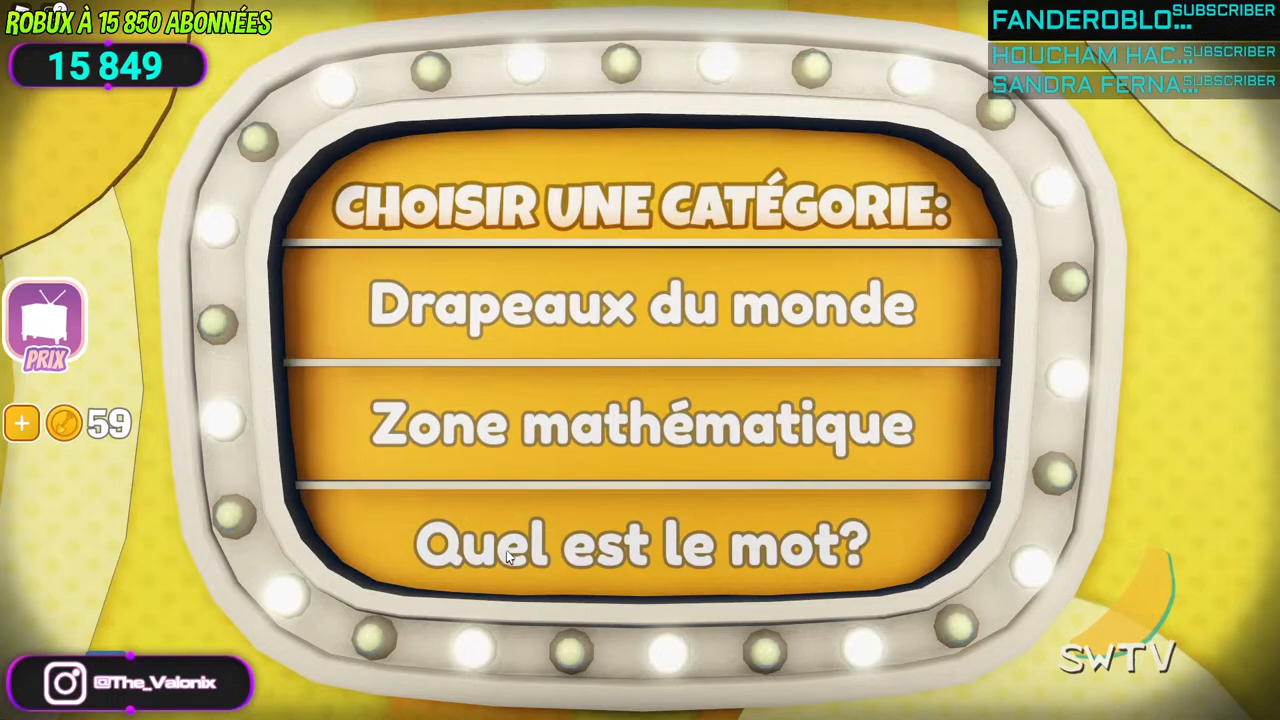 ROBUX À 15 850 ABONNÉES
15 849
FANDEROBLO... SUBSCRIBER
HOUCHAM HAC... SUBSCRIBER
SANDRA FERNA... SUBSCRIBER
CHOISIR UNE CATÉGORIE:
Drapeaux du monde
Zone mathématique
Quel est le mot?
PRIX
+ 59
@The_Valonix
SWTV